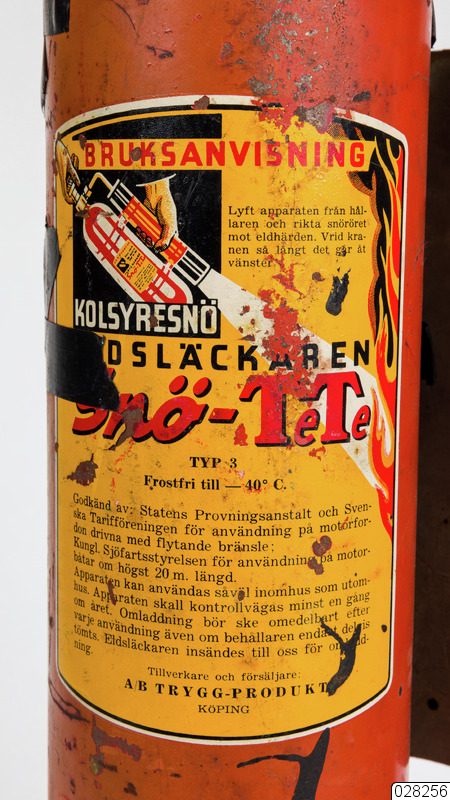 BRUKSANVISNING
Lyft apparaten från hål-
laren och rikta snöröret
mot eldhärden. Vrid kra-
nen så långt det går åt
vänster
KOLSYRESNÖ
DSLÄCKAREN
Snö-TeTe
TYP 3
Frostfri till — 40° C.
Godkänd av: Statens Provningsanstalt och Sven-
ska Tarifföreningen för användning på motorfor-
don drivna med flytande bränsle;
Kungl. Sjöfartsstyrelsen för användning på motor-
båtar om högst 20 m. längd.
Apparaten kan användas såväl inomhus som utom-
hus. Apparaten skall kontrollvägas minst en gång
om året. Omladdning bör ske omedelbart efter
varje användning även om behållaren endast delvis
tömts. Eldsläckaren insändes till oss för omladd-
ning.
Tillverkare och försäljare:
A/B TRYGG-PRODUKT
KÖPING
028256